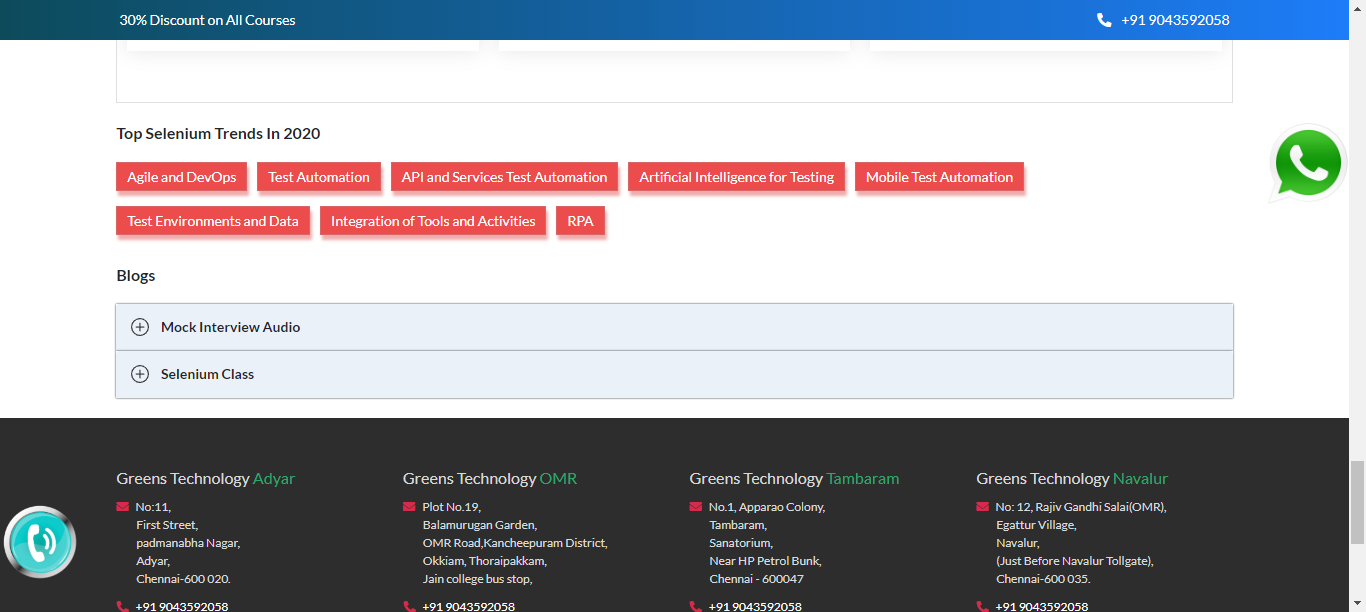 30% Discount on All Courses
+91 9043592058
Top Selenium Trends In 2020
Agile and DevOps
Test Automation
API and Services Test Automation
Artificial Intelligence for Testing
Mobile Test Automation
Test Environments and Data
Integration of Tools and Activities
RPA
Blogs
Mock Interview Audio
Selenium Class
Greens Technology Adyar
No:11,
First Street,
padmanabha Nagar,
Adyar,
Chennai-600 020.
+91 9043592058
Greens Technology OMR
Plot No.19,
Balamurugan Garden,
OMR Road,Kancheepuram District,
Okkiam, Thoraipakkam,
Jain college bus stop,
+91 9043592058
Greens Technology Tambaram
No.1, Apparao Colony,
Tambaram,
Sanatorium,
Near HP Petrol Bunk,
Chennai - 600047
+91 9043592058
Greens Technology Navalur
No: 12, Rajiv Gandhi Salai(OMR),
Egattur Village,
Navalur,
(Just Before Navalur Tollgate),
Chennai-600 035.
+91 9043592058